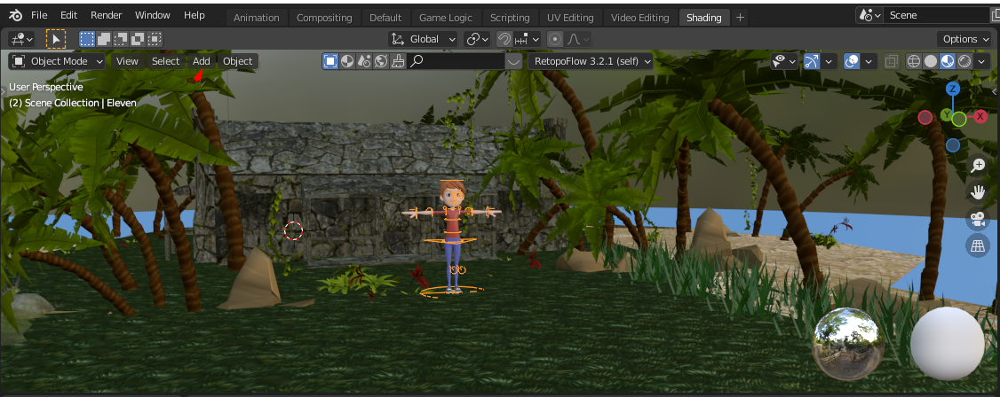 File Edit Render Window Help Animation Compositing Default Game Logic Scripting UV Editing Video Editing Shading + Scene
Global Options
Object Mode View Select Add Object RetopoFlow 3.2.1 (self)
User Perspective
(2) Scene Collection | Eleven
Z
Y
X